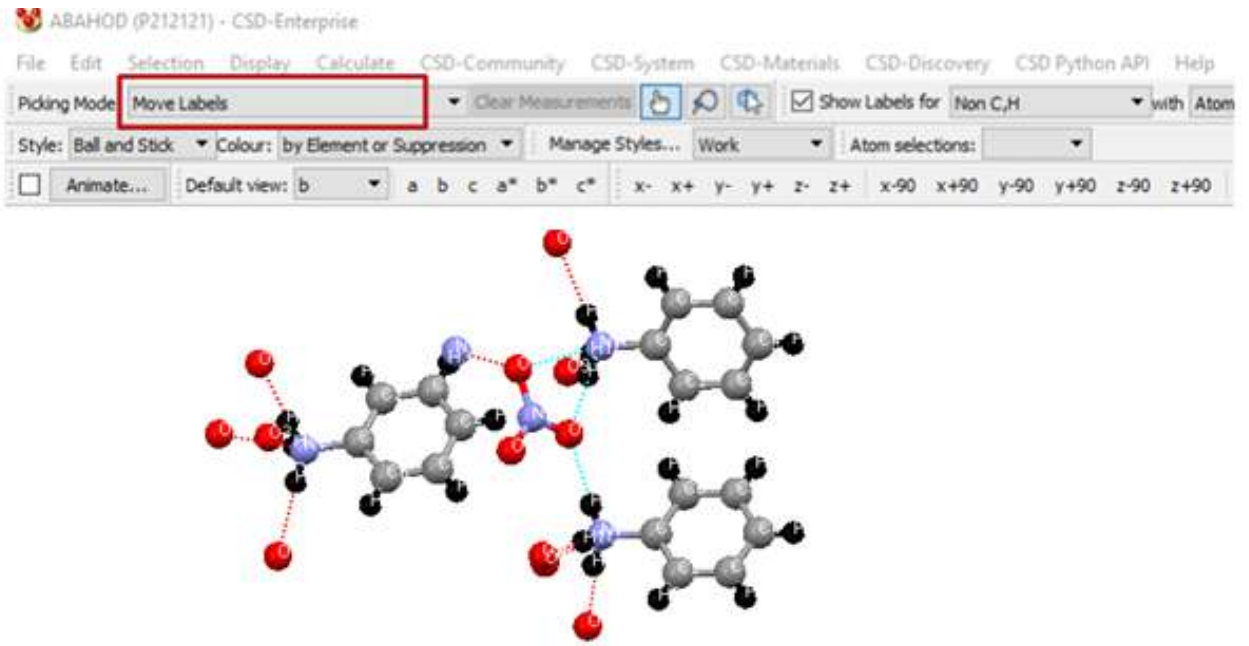 ABAHOD (P212121) - CSD-Enterprise
File Edit Selection Display Calculate CSD-Community CSD-System CSD-Materials CSD-Discovery CSD Python API Help
Picking Mode Move Labels Clear Measurements Show Labels for Non C,H with Atom
Style: Ball and Stick Colour: by Element or Suppression Manage Styles... Work Atom selections:
Animate... Default view: b a b c a* b* c* x- x+ y- y+ z- z+ x-90 x+90 y-90 y+90 z-90 z+90